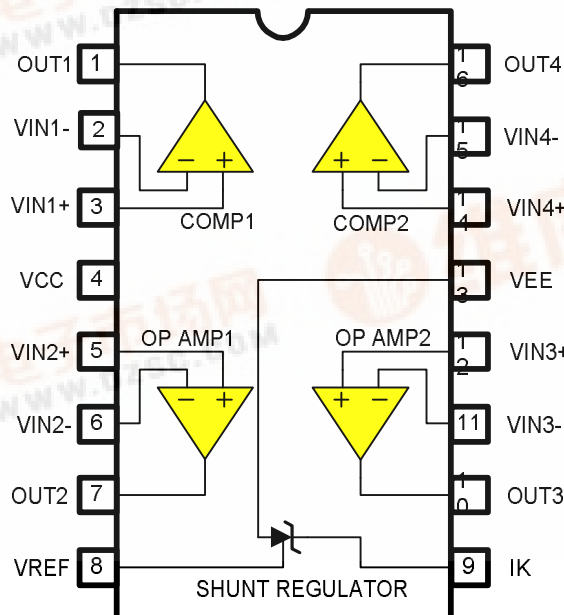 OUT1 1 16 OUT4
VIN1- 2 15 VIN4-
− + + −
VIN1+ 3 14 VIN4+
COMP1 COMP2
VCC 4 13 VEE
OP AMP1 OP AMP2
VIN2+ 5 12 VIN3+
− + + −
VIN2- 6 11 VIN3-
OUT2 7 10 OUT3
VREF 8 9 IK
SHUNT REGULATOR